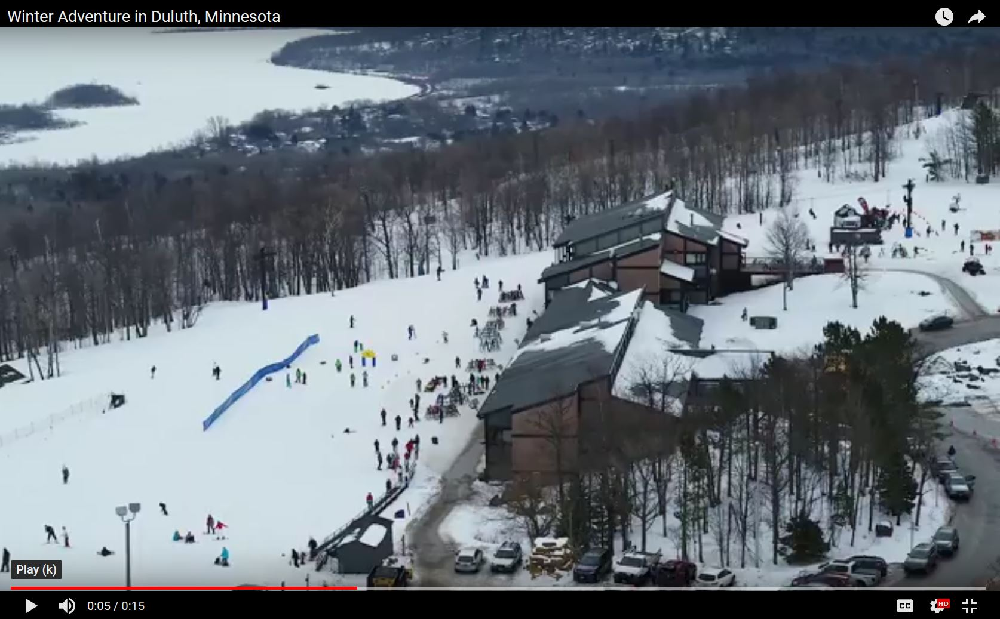 Winter Adventure in Duluth, Minnesota
Play (k)
0:05 / 0:15
CC
HD